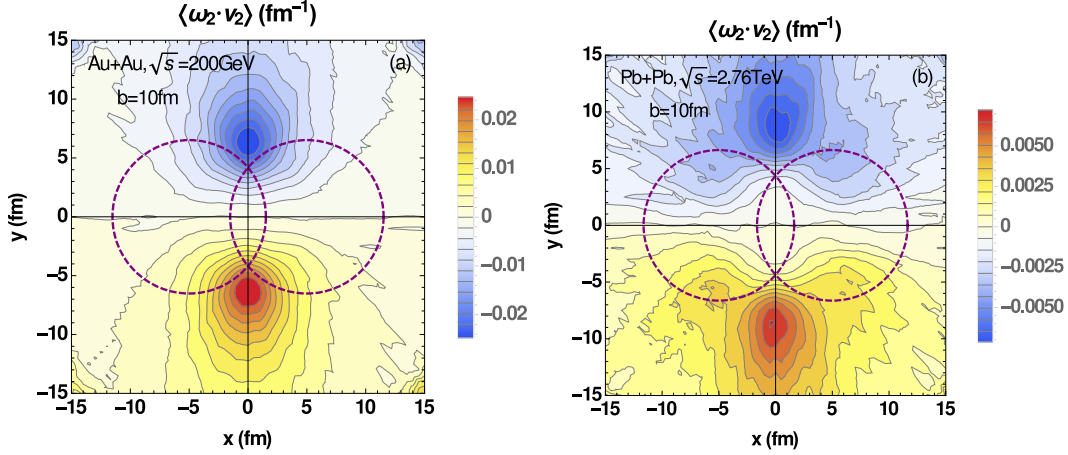 ⟨ω₂·v₂⟩ (fm⁻¹)
Au+Au, √s =200GeV
(a)
b=10fm
15
10
5
0
−5
−10
−15
y (fm)
−15 −10 −5 0 5 10 15
x (fm)
0.02
0.01
0
−0.01
−0.02
⟨ω₂·v₂⟩ (fm⁻¹)
Pb+Pb, √s =2.76TeV
(b)
b=10fm
15
10
5
0
−5
−10
−15
y (fm)
−15 −10 −5 0 5 10 15
x (fm)
0.0050
0.0025
0
−0.0025
−0.0050